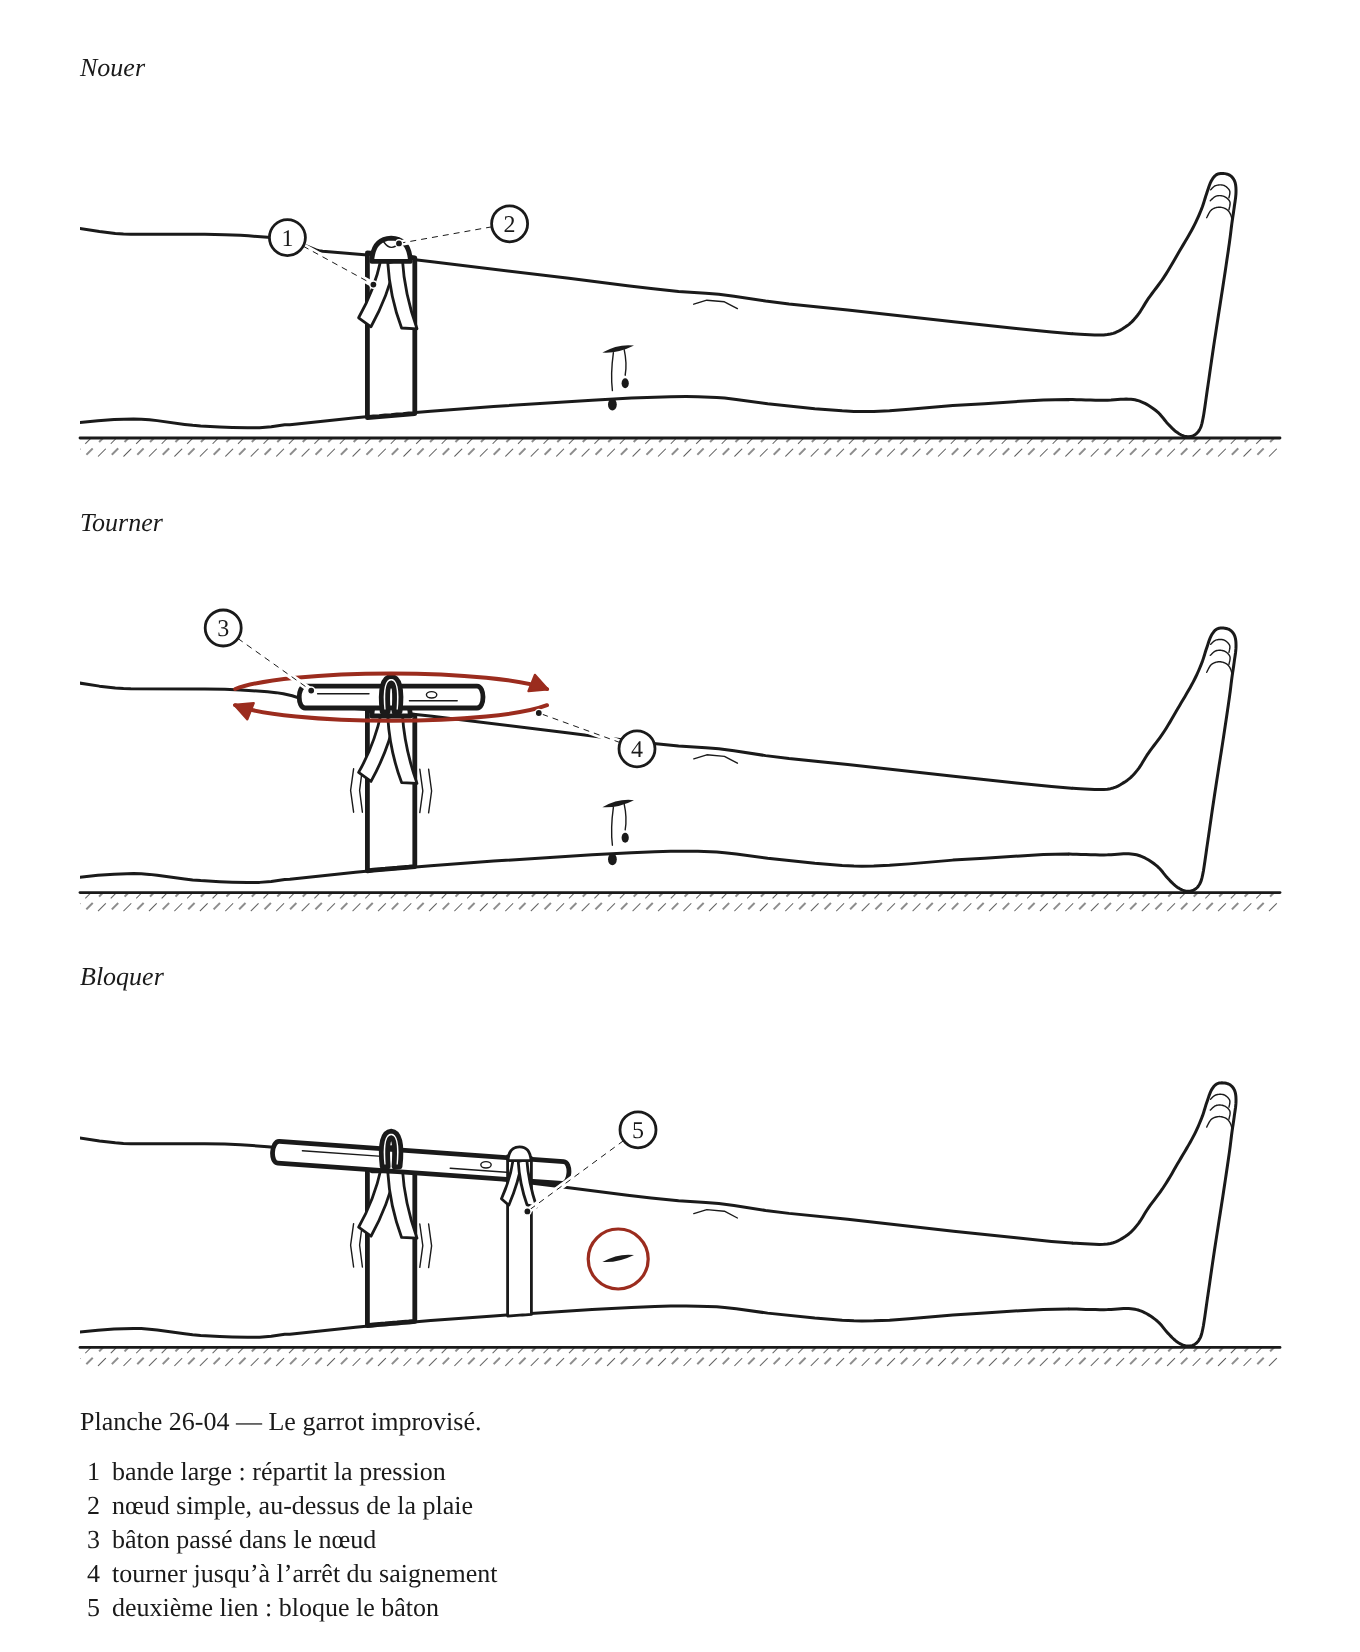 Nouer
1
2
Tourner
3
4
Bloquer
5
Planche 26-04 — Le garrot improvisé.
1 bande large : répartit la pression
2 nœud simple, au-dessus de la plaie
3 bâton passé dans le nœud
4 tourner jusqu’à l’arrêt du saignement
5 deuxième lien : bloque le bâton